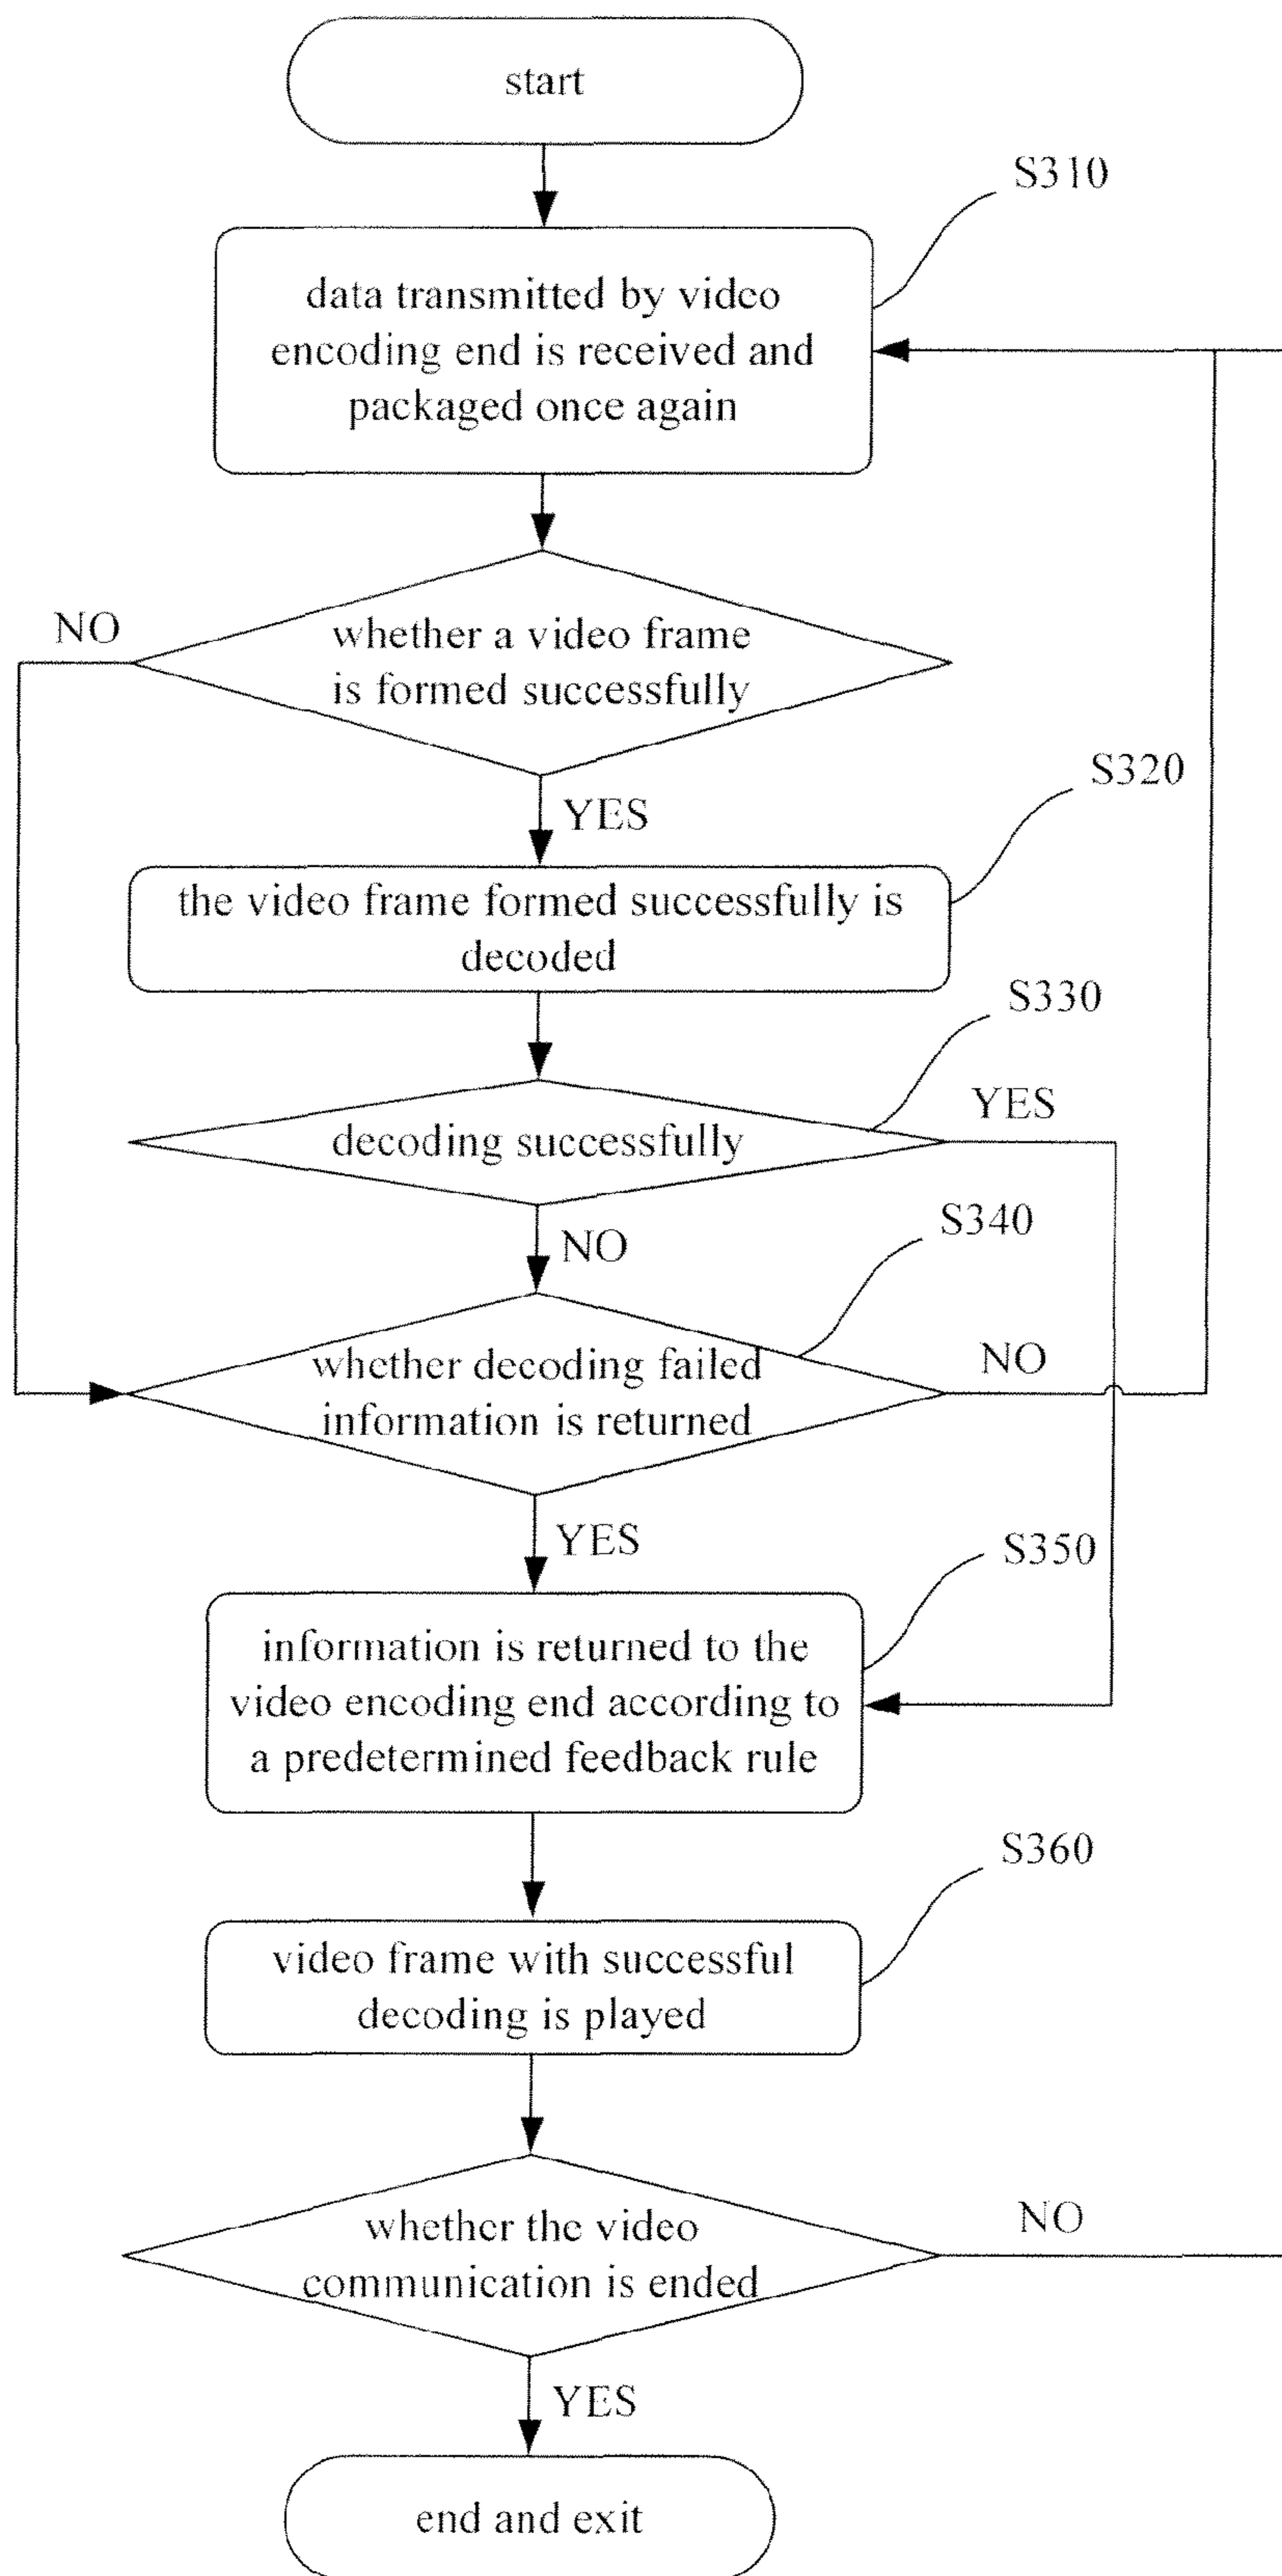 start
S310
data transmitted by video
encoding end is received and
packaged once again
NO
whether a video frame
is formed successfully
S320
YES
the video frame formed successfully is
decoded
S330
YES
decoding successfully
S340
NO
whether decoding failed
NO
information is returned
YES
S350
information is returned to the
video encoding end according to
a predetermined feedback rule
S360
video frame with successful
decoding is played
NO
whether the video
communication is ended
YES
end and exit